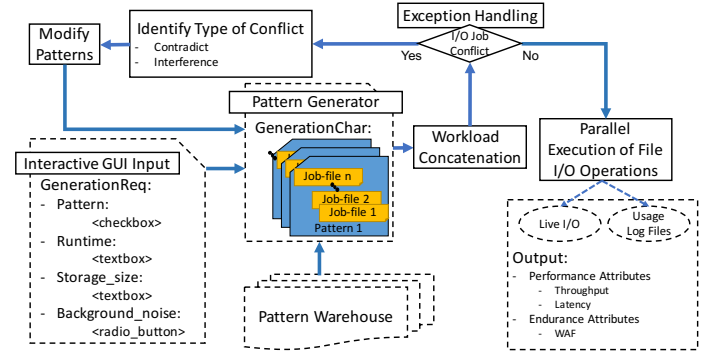 Exception Handling
Modify
Patterns
Identify Type of Conflict
- Contradict
- Interference
Yes
I/O Job
Conflict
No
Pattern Generator
GenerationChar:
Job-file n
Job-file 2
Job-file 1
Pattern 1
Workload
Concatenation
Parallel
Execution of File
I/O Operations
Interactive GUI Input
GenerationReq:
- Pattern:
<checkbox>
- Runtime:
<textbox>
- Storage_size:
<textbox>
- Background_noise:
<radio_button>
Pattern Warehouse
Live I/O
Usage
Log Files
Output:
- Performance Attributes
- Throughput
- Latency
- Endurance Attributes
- WAF